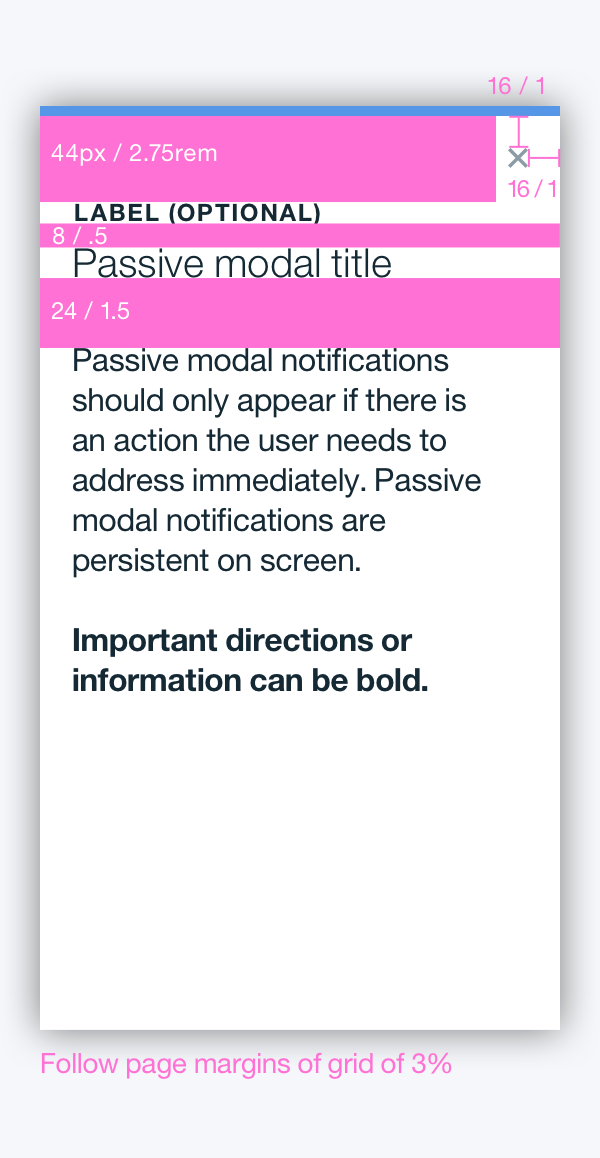 16 / 1
44px / 2.75rem
16 / 1
LABEL (OPTIONAL)
8 / .5
Passive modal title
24 / 1.5
Passive modal notifications
should only appear if there is
an action the user needs to
address immediately. Passive
modal notifications are
persistent on screen.
Important directions or
information can be bold.
Follow page margins of grid of 3%